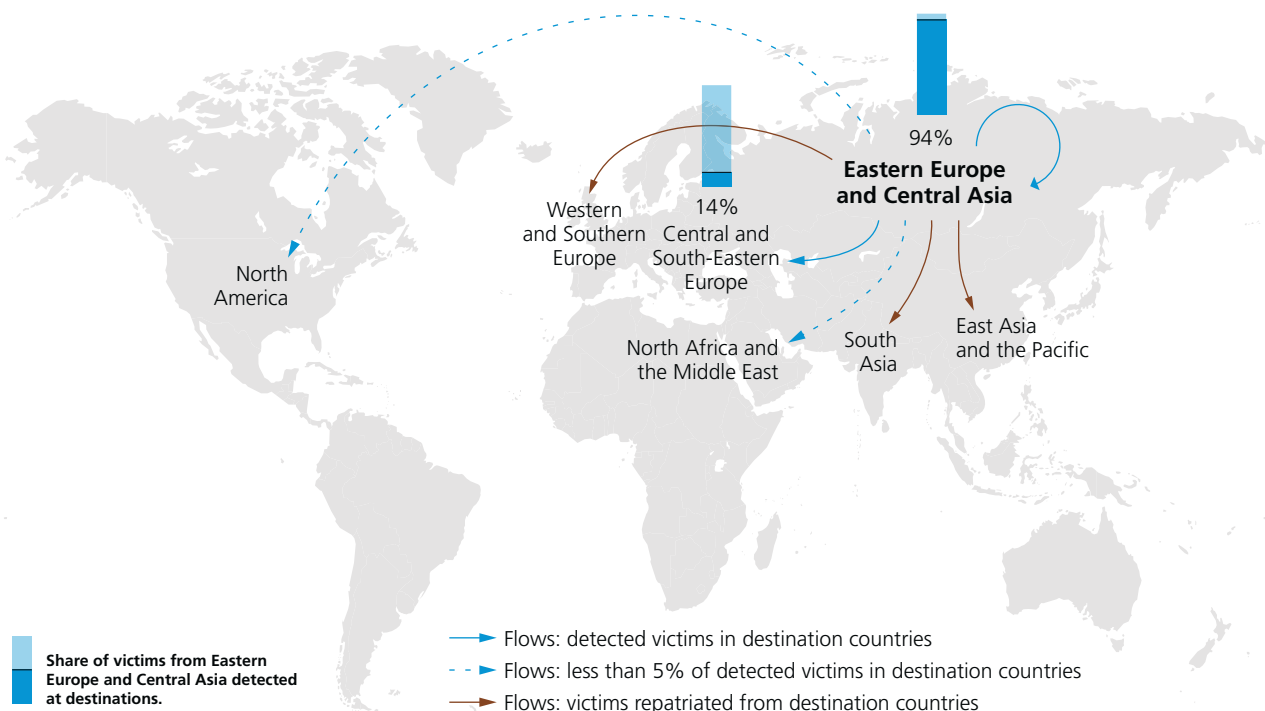 94%
Eastern Europe
and Central Asia
14%
Western
and Southern
Europe
Central and
South-Eastern
Europe
North
America
North Africa and
the Middle East
South
Asia
East Asia
and the Pacific
Share of victims from Eastern
Europe and Central Asia detected
at destinations.
Flows: detected victims in destination countries
Flows: less than 5% of detected victims in destination countries
Flows: victims repatriated from destination countries